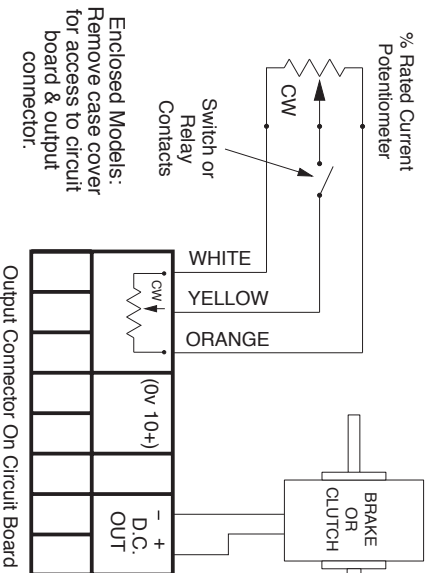 % Rated Current
Potentiometer
CW
Switch or
Relay
Contacts
Enclosed Models:
Remove case cover
for access to circuit
board & output
connector.
WHITE
YELLOW
ORANGE
CW
(0v 10+)
- +
D.C.
OUT
BRAKE
OR
CLUTCH
Output Connector On Circuit Board